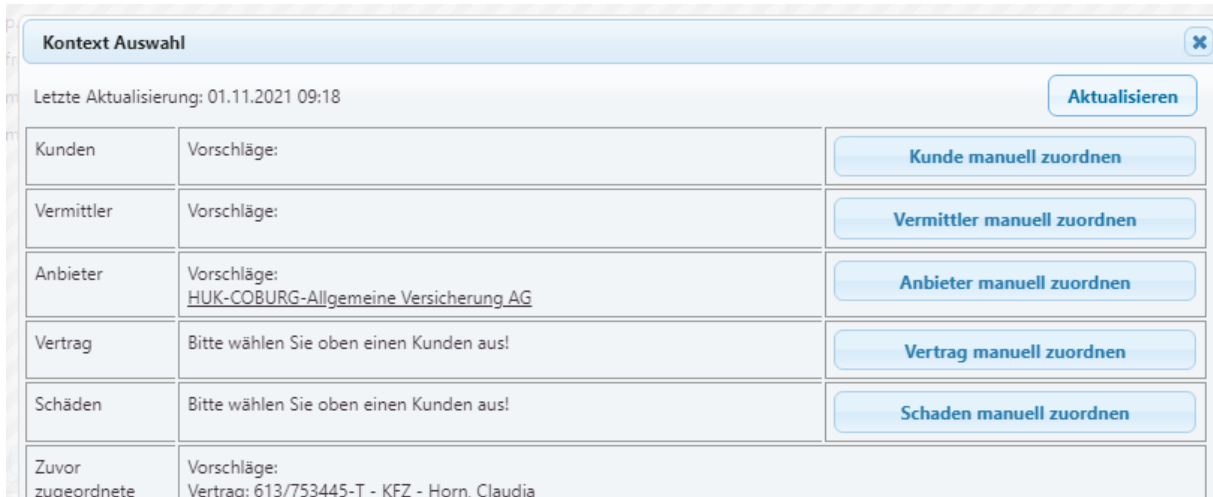 Kontext Auswahl
Letzte Aktualisierung: 01.11.2021 09:18
Aktualisieren
Kunden
Vorschläge:
Kunde manuell zuordnen
Vermittler
Vorschläge:
Vermittler manuell zuordnen
Anbieter
Vorschläge:
HUK-COBURG-Allgemeine Versicherung AG
Anbieter manuell zuordnen
Vertrag
Bitte wählen Sie oben einen Kunden aus!
Vertrag manuell zuordnen
Schäden
Bitte wählen Sie oben einen Kunden aus!
Schaden manuell zuordnen
Zuvor
zugeordnete
Vorschläge:
Vertrag: 613/753445-T - KFZ - Horn, Claudia